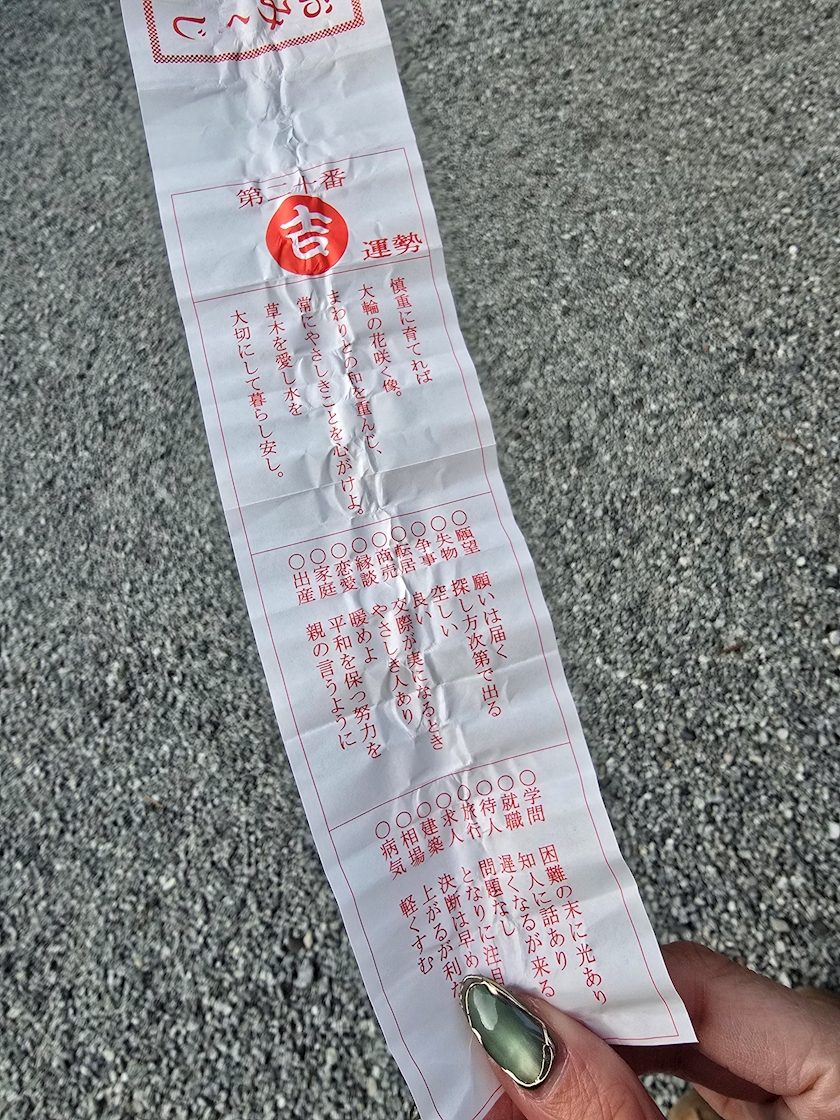 第二十番
吉
運勢
慎重に育てれば
大輪の花咲く像。
まわりとの和を重んじ、
常にやさしきことを心がけよ。
草木を愛し水を
大切にして暮らし安し。
○願望 願いは届く
○失物 探し方次第で出る
○争事 空しい
○転居 良い
○商売 交際が実になるとき
○縁談 やさしき人あり
○恋愛 暖めよ
○家庭 平和を保つ努力を
○出産 親の言うように
○学問 困難の末に光あり
○就職 知人に話あり
○待人 遅くなるが来る
○旅行 問題なし
○求人 となりに注目
○建築 決断は早め
○相場 上がるが利
○病気 軽くすむ